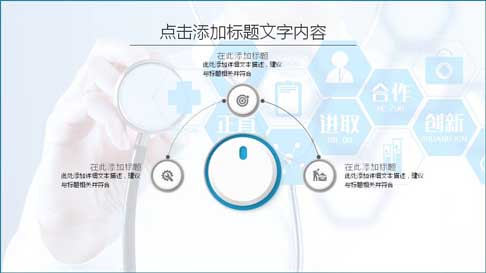 点击添加标题文字内容
在此添加标题
此处添加详细文本描述，建议
与标题相关并符合
合作
HE ZUO
正直
进取
创新
在此添加标题
此处添加详细文本描述，建议
与标题相关并符合
在此添加标题
此处添加详细文本描述，建议
与标题相关并符合